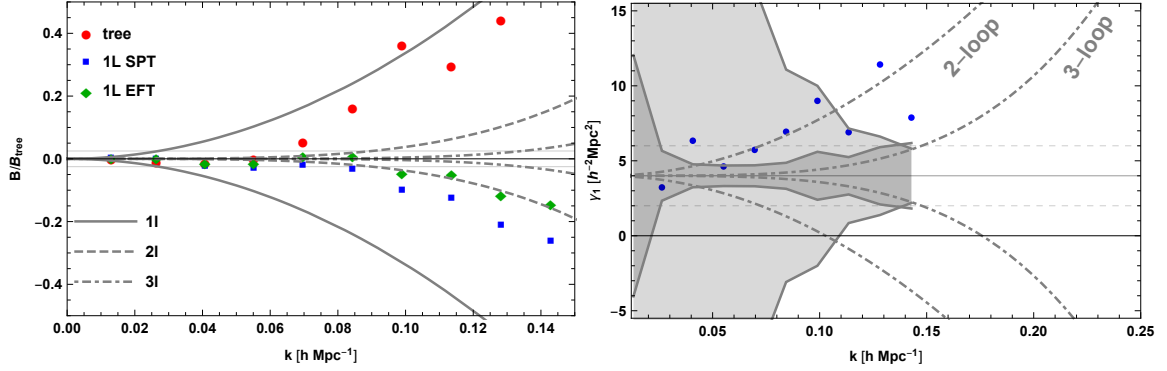 tree
1L SPT
1L EFT
1l
2l
3l
B/B_tree
0.4
0.2
0.0
−0.2
−0.4
0.00 0.02 0.04 0.06 0.08 0.10 0.12 0.14
k [h Mpc⁻¹]
2−loop
3−loop
γ₁ [h⁻²Mpc²]
15
10
5
0
−5
0.05 0.10 0.15 0.20 0.25
k [h Mpc⁻¹]